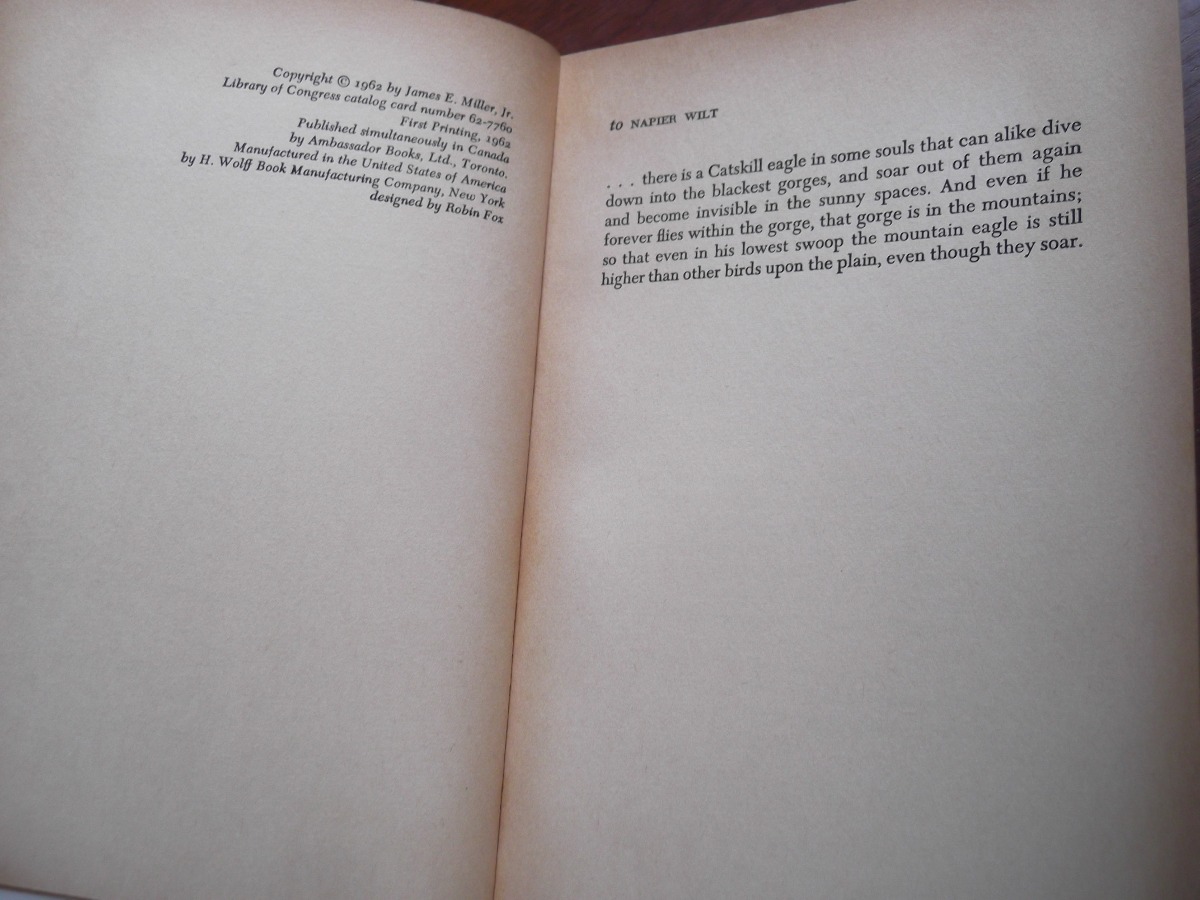 Copyright © 1962 by James E. Miller, Jr.
Library of Congress catalog card number 62-7760
First Printing, 1962
Published simultaneously in Canada
by Ambassador Books, Ltd., Toronto.
Manufactured in the United States of America
by H. Wolff Book Manufacturing Company, New York
designed by Robin Fox
to NAPIER WILT
. . . there is a Catskill eagle in some souls that can alike dive
down into the blackest gorges, and soar out of them again
and become invisible in the sunny spaces. And even if he
forever flies within the gorge, that gorge is in the mountains;
so that even in his lowest swoop the mountain eagle is still
higher than other birds upon the plain, even though they soar.